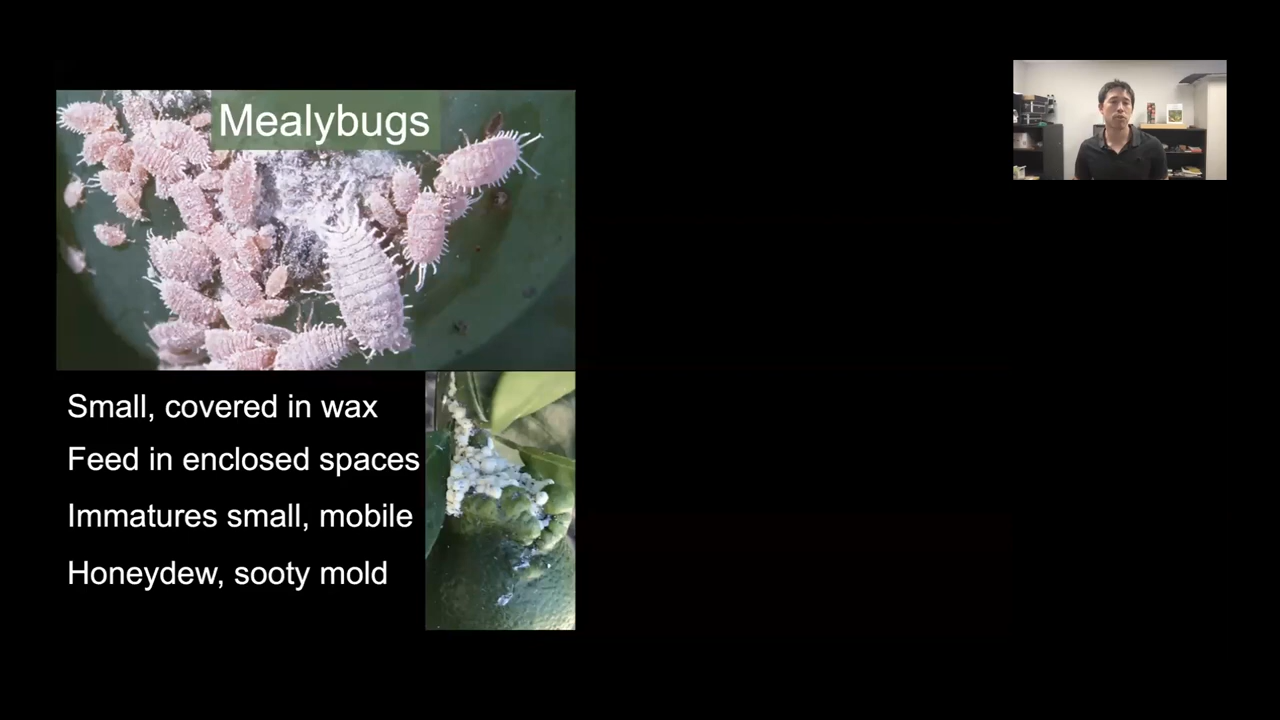 Mealybugs
Small, covered in wax
Feed in enclosed spaces
Immatures small, mobile
Honeydew, sooty mold